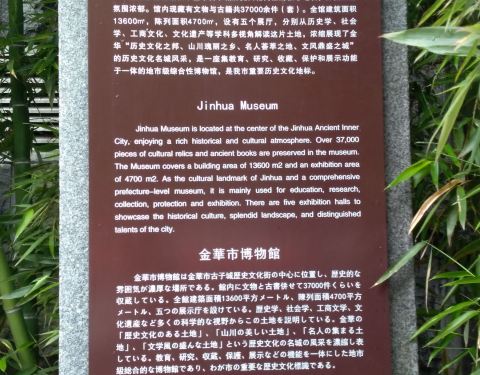 氛围浓郁。馆内现藏有文物与古籍共37000余件（套）。全馆建筑面积
13600㎡，陈列面积4700㎡，设有五个展厅，分别从历史学、社会
学、工商文化、文化遗产等学科多视角解读这片土地，浓缩展现了金
华“历史文化之邦、山川瑰丽之乡、名人荟萃之地、文风鼎盛之城”
的历史文化名城风采，是一座集教育、研究、收藏、保护和展示功能
于一体的地市级综合性博物馆，是我市重要历史文化地标。
Jinhua Museum
Jinhua Museum is located at the center of the Jinhua Ancient Inner
City, enjoying a rich historical and cultural atmosphere. Over 37,000
pieces of cultural relics and ancient books are preserved in the museum.
The Museum covers a building area of 13600 m2 and an exhibition area
of 4700 m2. As the cultural landmark of Jinhua and a comprehensive
prefecture-level museum, it is mainly used for education, research,
collection, protection and exhibition. There are five exhibition halls to
showcase the historical culture, splendid landscape, and distinguished
talents of the city.
金華市博物館
金華市博物館は金華市古子城歴史文化街の中心に位置し、歴史的な
雰囲気が濃厚な場所である。館内に文物と古書併せて37000件くらいを
収蔵している。全館建築面積13600平方メートル、陳列面積4700平方メ
ートル、五つの展示庁を設けている。歴史学、社会学、工商文学、文
化遺産など多くの科学的な視野からこの土地を説明している。金華の
「歴史文化のある土地」、「山川の美しい土地」、「名人の集まる土
地」、「文学風の盛んな土地」という歴史文化の名城の風采を濃縮し表
している。教育、研究、収蔵、保護、展示などの機能を一体にした地市
級総合的な博物館であり、わが市の重要な歴史文化標識である。